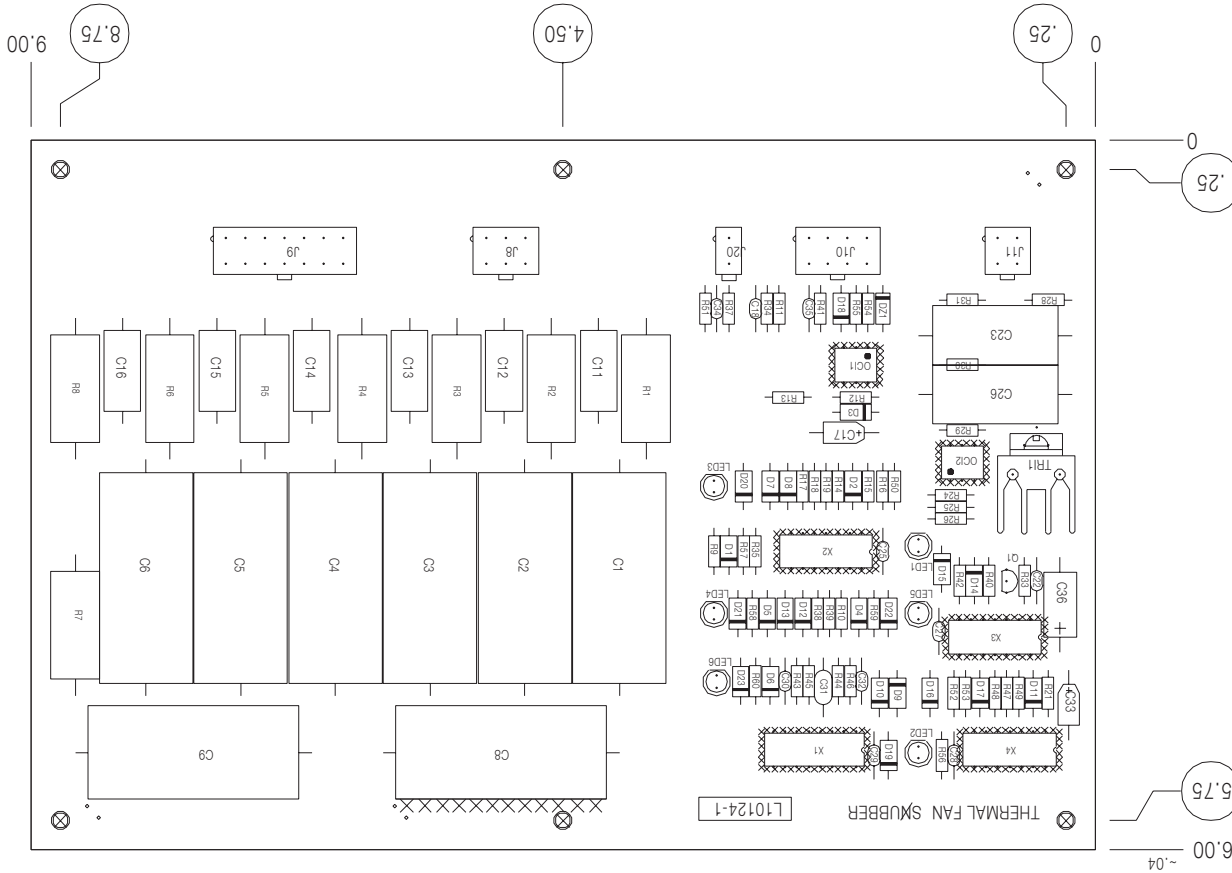 9.00
8.75
4.50
.25
0
0
.25
J9
J8
J20
J10
J11
R51
C34
R37
C18
R34
R11
C35
R41
D18
R55
R54
DZ1
R31
R28
C23
R30
C26
R29
R8
C16
R6
C15
R5
C14
R4
C13
R3
C12
R2
C11
R1
OCI1
R13
R12
D3
+C17
OCI2
TRI1
R24
R25
R26
LED3
D20
D7
D8
R17
R18
R19
R14
D2
R15
R16
R50
R9
D1
R57
R35
X2
C25
LED1
D15
R42
D14
R40
Q1
R33
C22
C36
+
R7
C6
C5
C4
C3
C2
C1
LED4
D21
R58
D5
D13
D12
R38
R39
R10
D4
R59
D22
LED5
C27
X3
LED6
D23
R60
D6
C30
R43
R45
C31
R44
R46
C32
D10
D9
D16
R52
R53
D17
R48
R47
R49
D11
R21
+C33
C9
C8
X1
C29
D19
LED2
R56
C28
X4
L10124-1
THERMAL FAN SNUBBER
5.75
6.00
~.04